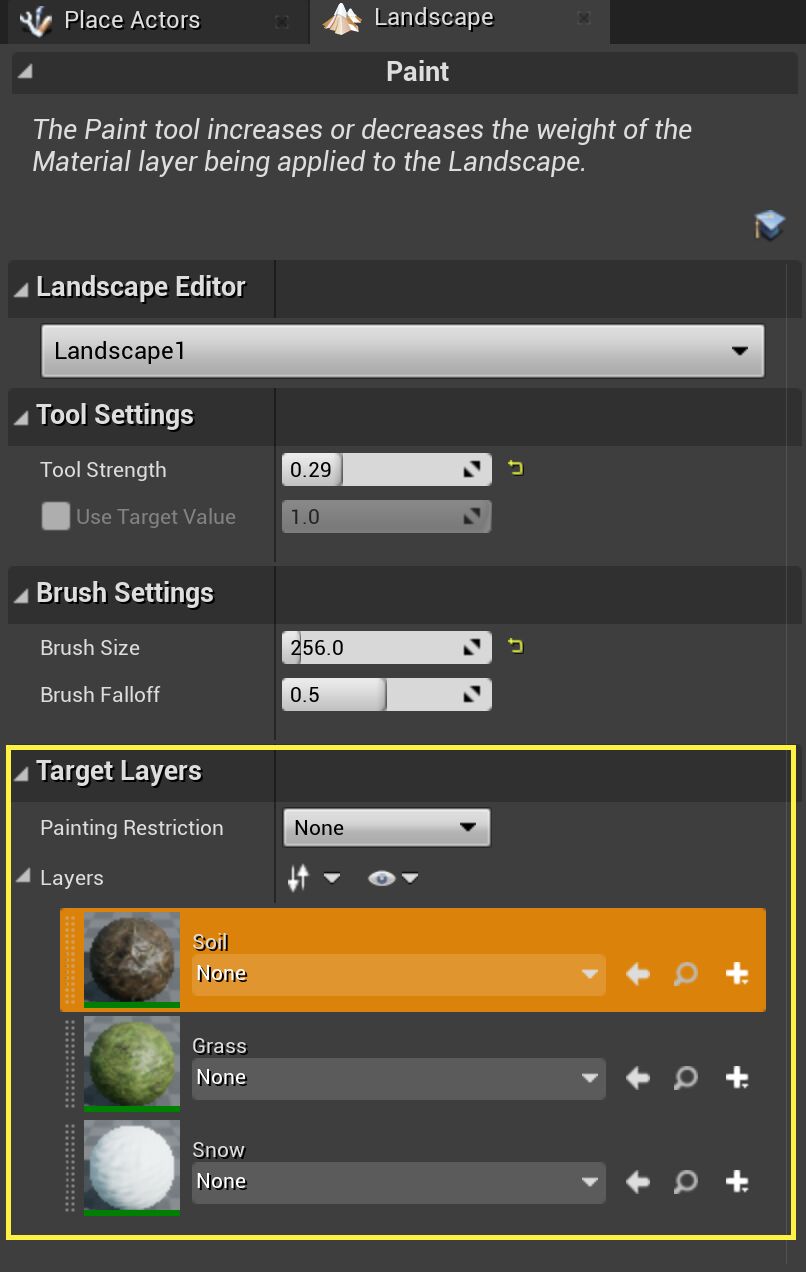 Place Actors
Landscape
Paint
The Paint tool increases or decreases the weight of the
Material layer being applied to the Landscape.
Landscape Editor
Landscape1
Tool Settings
Tool Strength
0.29
Use Target Value
1.0
Brush Settings
Brush Size
256.0
Brush Falloff
0.5
Target Layers
Painting Restriction
None
Layers
Soil
None
Grass
None
Snow
None